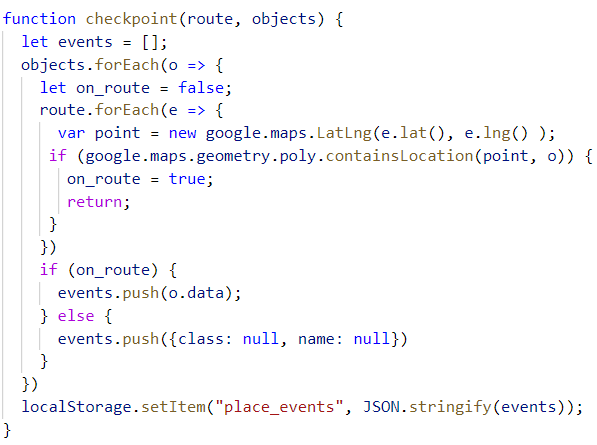 function checkpoint(route, objects) {
  let events = [];
  objects.forEach(o => {
    let on_route = false;
    route.forEach(e => {
      var point = new google.maps.LatLng(e.lat(), e.lng() );
     if (google.maps.geometry.poly.containsLocation(point, o)) {
       on_route = true;
       return;
     }
    })
    if (on_route) {
      events.push(o.data);
    } else {
      events.push({class: null, name: null})
    }
  })
  localStorage.setItem("place_events", JSON.stringify(events));
}